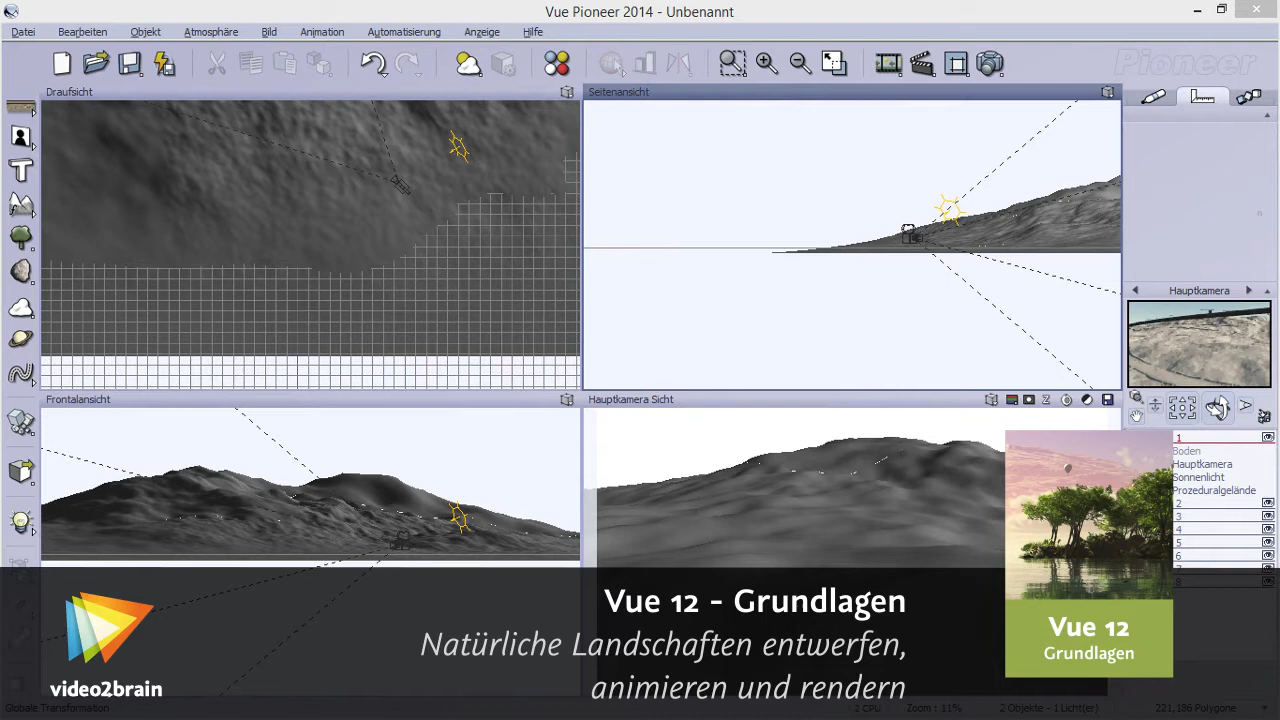 Vue Pioneer 2014 - Unbenannt
Datei Bearbeiten Objekt Atmosphäre Bild Animation Automatisierung Anzeige Hilfe
Pioneer
Draufsicht
Seitenansicht
Hauptkamera
Frontalansicht
Hauptkamera Sicht
Z
1
Boden
Hauptkamera
Sonnenlicht
Prozeduralgelände
2
3
4
5
6
7
8
Vue 12 - Grundlagen
Natürliche Landschaften entwerfen,
animieren und rendern
Vue 12
Grundlagen
video2brain
Globale Transformation
2 CPU
Zoom : 11%
2 Objekte - 1 Licht(er)
221,186 Polygone